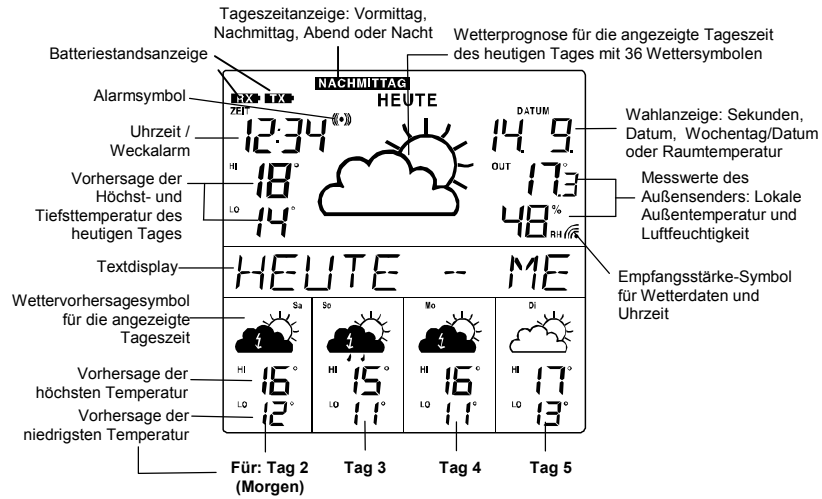 Tageszeitanzeige: Vormittag,
Nachmittag, Abend oder Nacht
Wetterprognose für die angezeigte Tageszeit
des heutigen Tages mit 36 Wettersymbolen
Batteriestandsanzeige
Alarmsymbol
Uhrzeit /
Weckalarm
Vorhersage der
Höchst- und
Tiefsttemperatur des
heutigen Tages
Textdisplay
Wettervorhersagesymbol
für die angezeigte
Tageszeit
Vorhersage der
höchsten Temperatur
Vorhersage der
niedrigsten Temperatur
NACHMITTAG
HEUTE
RX TX
ZEIT
12:34
DATUM
14. 9.
HI 18°
LO 14°
OUT 17.3°
48%
RH
HEUTE -- ME
Sa So Mo Di
HI 16° HI 15° HI 16° HI 17°
LO 12° LO 11° LO 11° LO 13°
Wahlanzeige: Sekunden,
Datum, Wochentag/Datum
oder Raumtemperatur
Messwerte des
Außensenders: Lokale
Außentemperatur und
Luftfeuchtigkeit
Empfangsstärke-Symbol
für Wetterdaten und
Uhrzeit
Für: Tag 2 Tag 3 Tag 4 Tag 5
(Morgen)